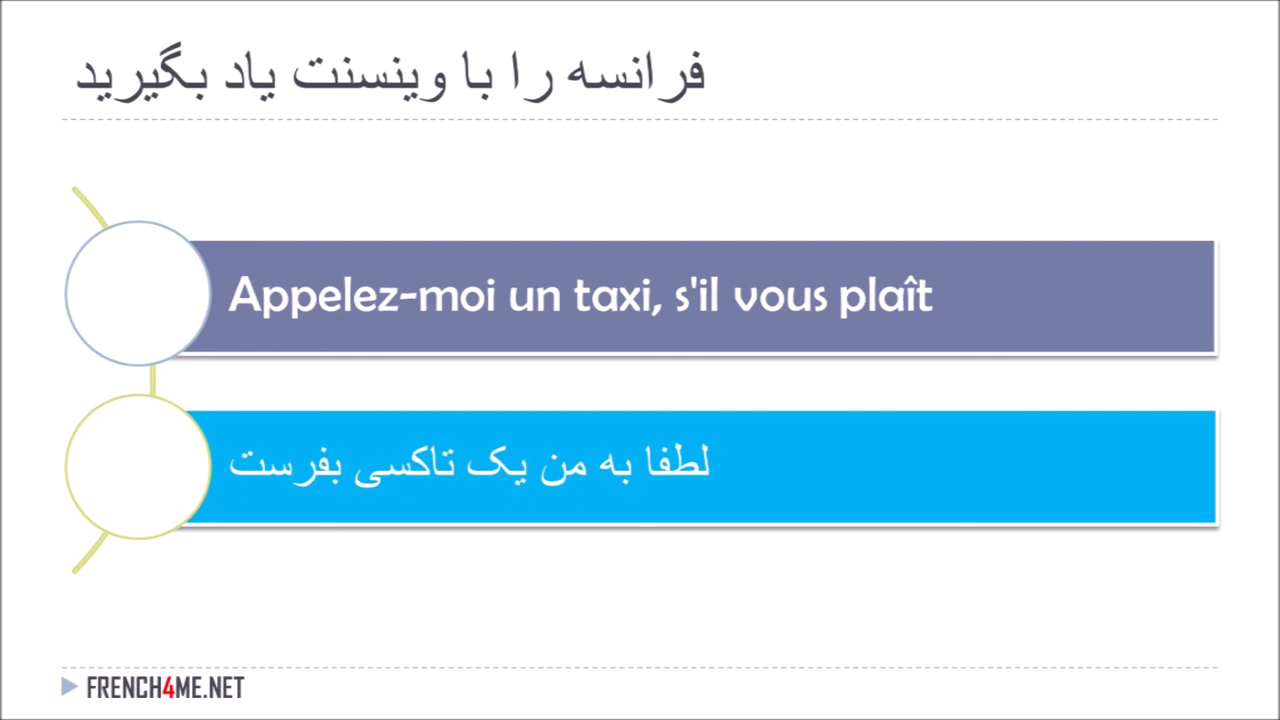 فرانسه را با وینسنت یاد بگیرید
Appelez-moi un taxi, s'il vous plaît
لطفا به من یک تاکسی بفرست
FRENCH4ME.NET